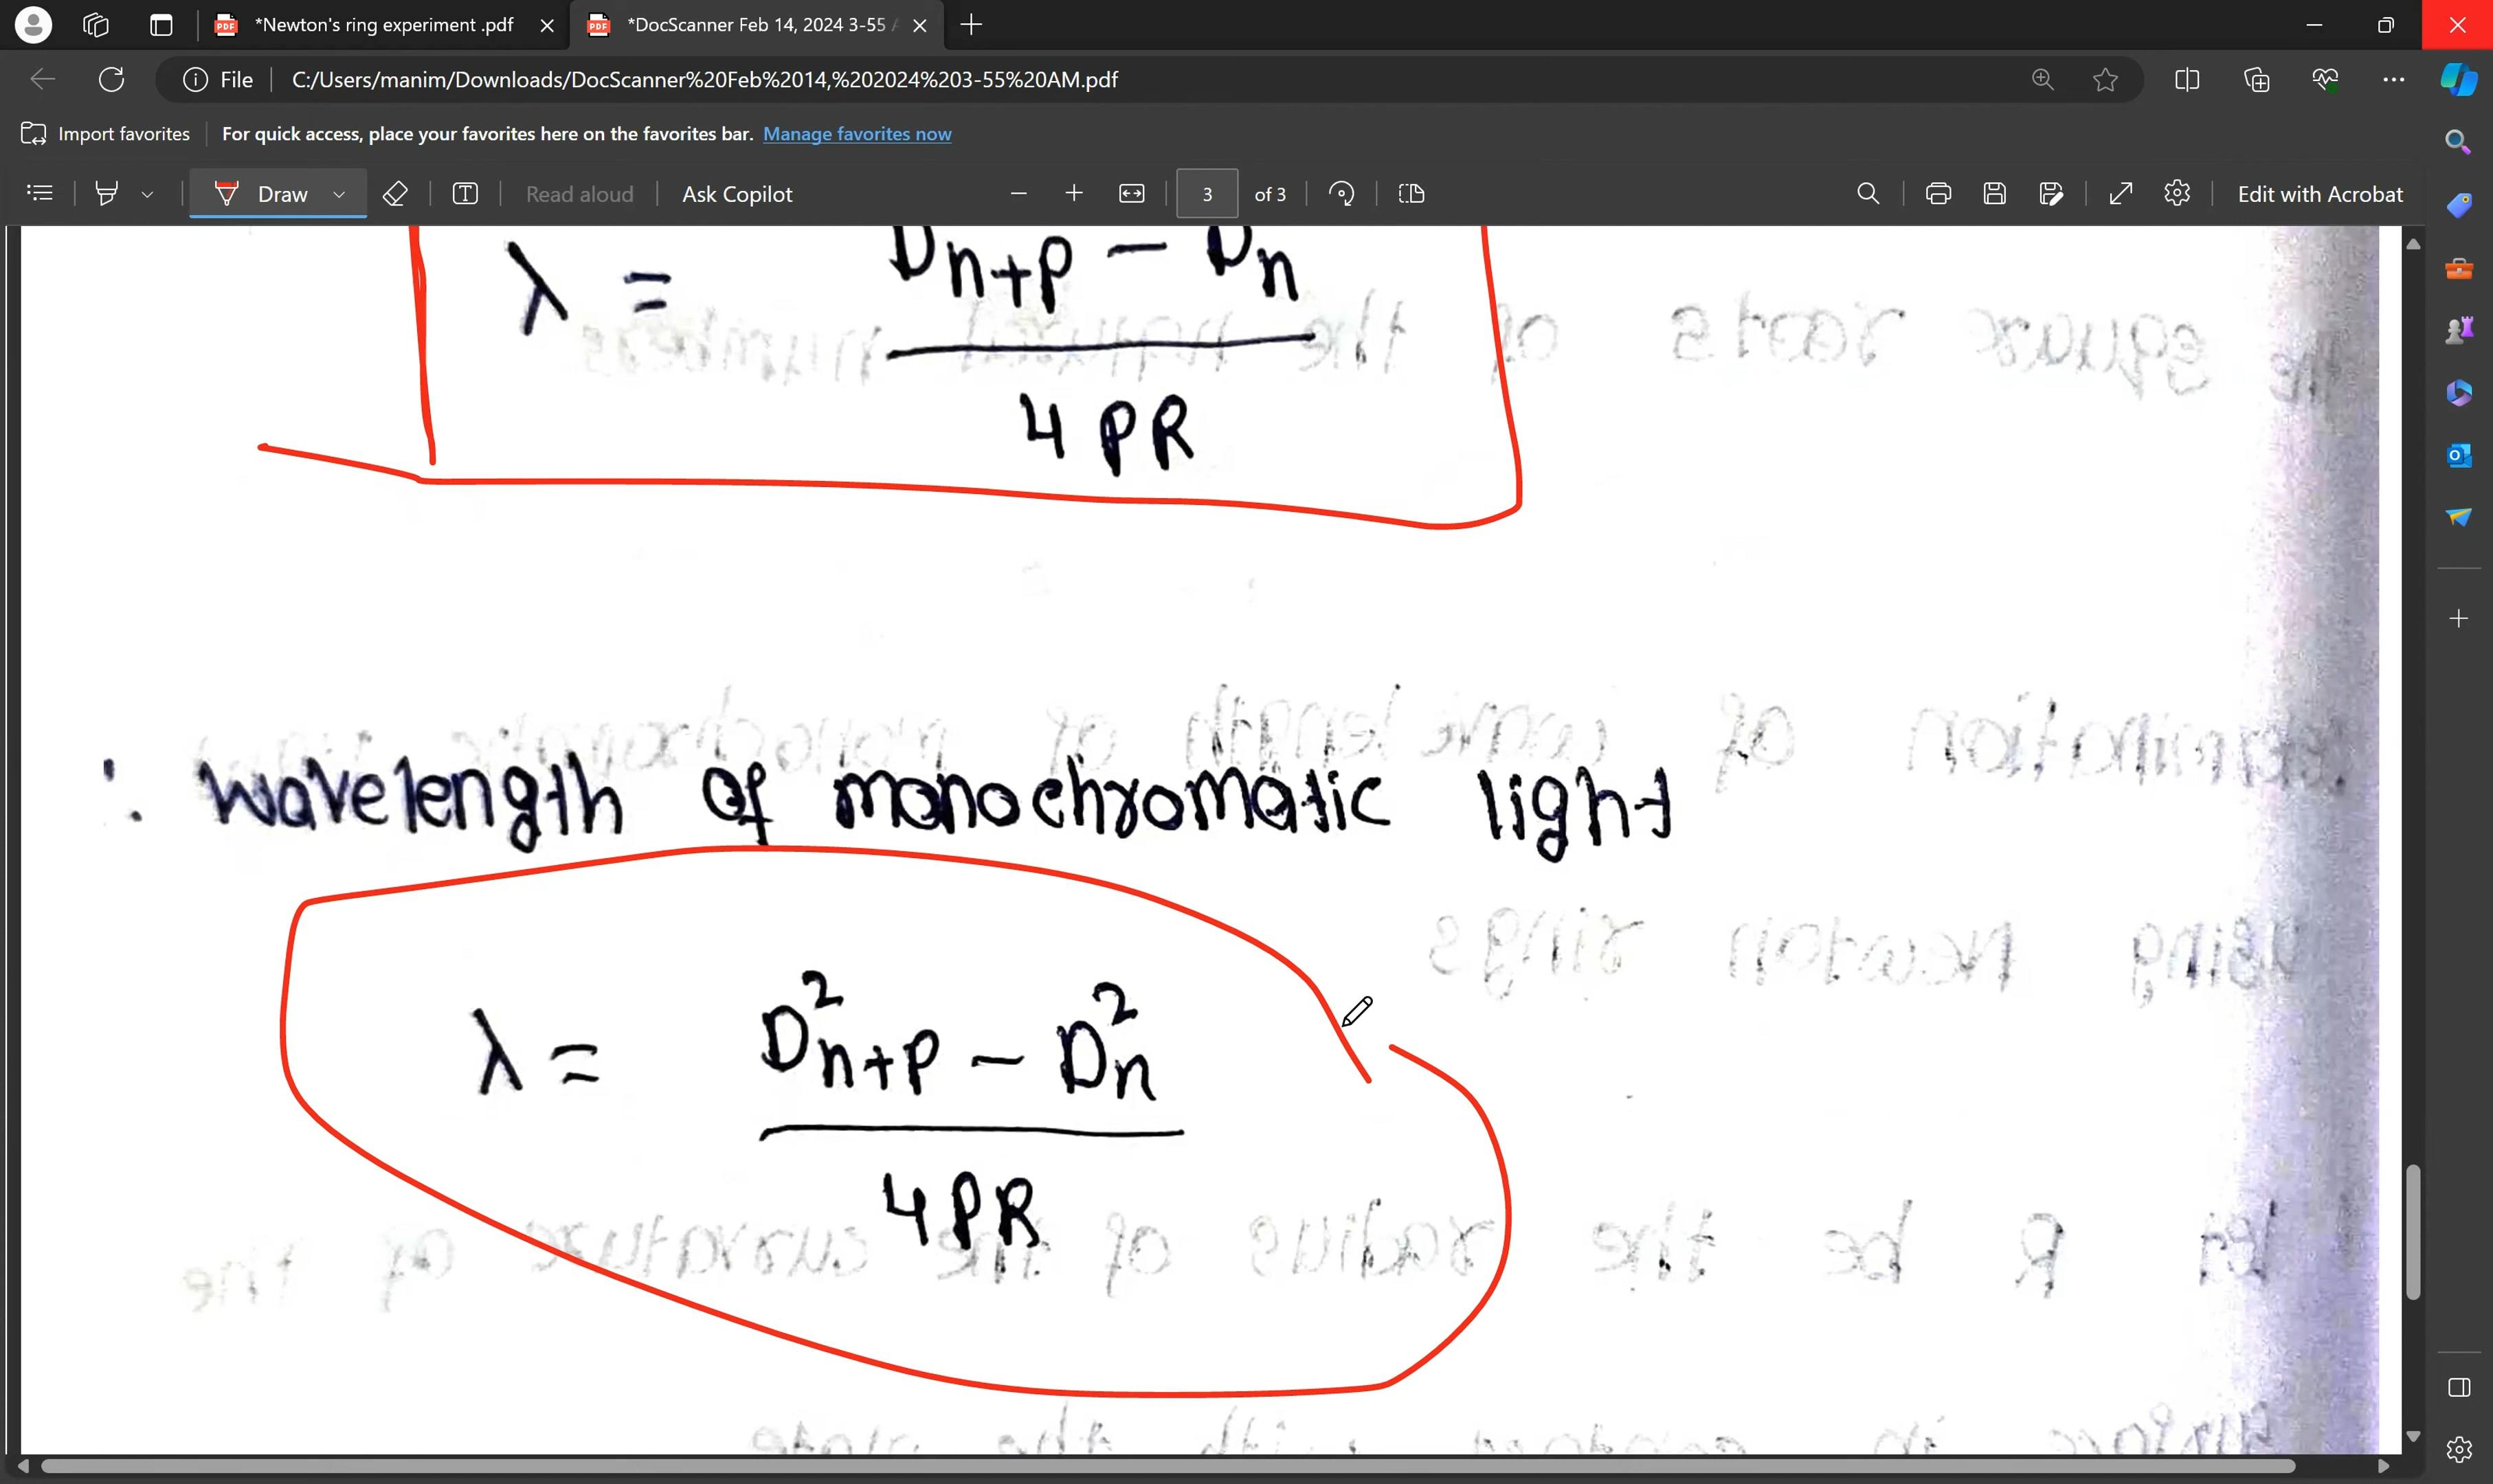 *Newton's ring experiment .pdf
*DocScanner Feb 14, 2024 3-55 A
File C:/Users/manim/Downloads/DocScanner%20Feb%2014,%202024%203-55%20AM.pdf
Import favorites For quick access, place your favorites here on the favorites bar. Manage favorites now
Draw Read aloud Ask Copilot 3 of 3 Edit with Acrobat
λ = Dn+p − Dn
4PR
∴ wavelength of monochromatic light
λ = D²n+p − D²n
4PR